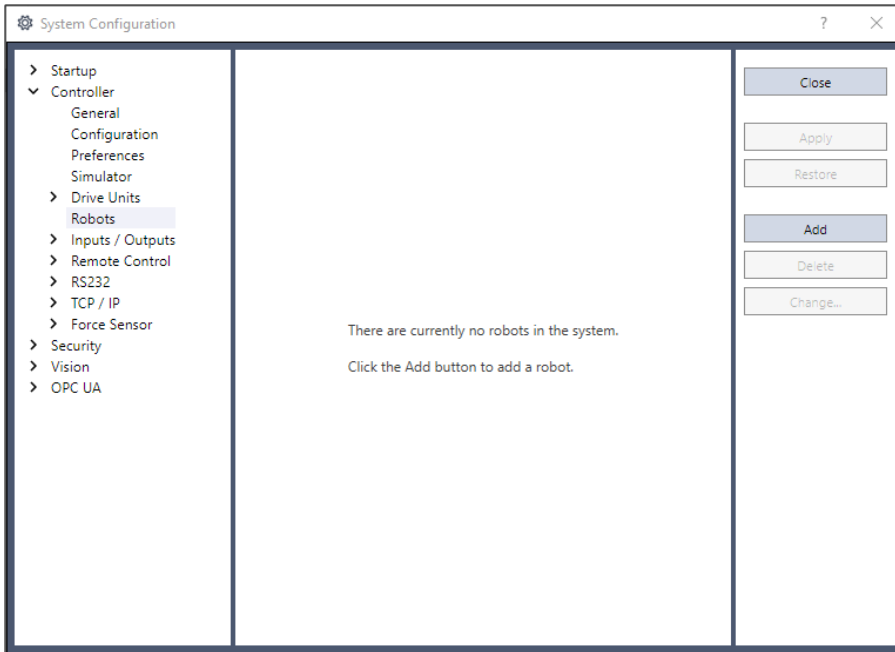 System Configuration
?
Startup
Controller
General
Configuration
Preferences
Simulator
Drive Units
Robots
Inputs / Outputs
Remote Control
RS232
TCP / IP
Force Sensor
Security
Vision
OPC UA
There are currently no robots in the system.
Click the Add button to add a robot.
Close
Apply
Restore
Add
Delete
Change...